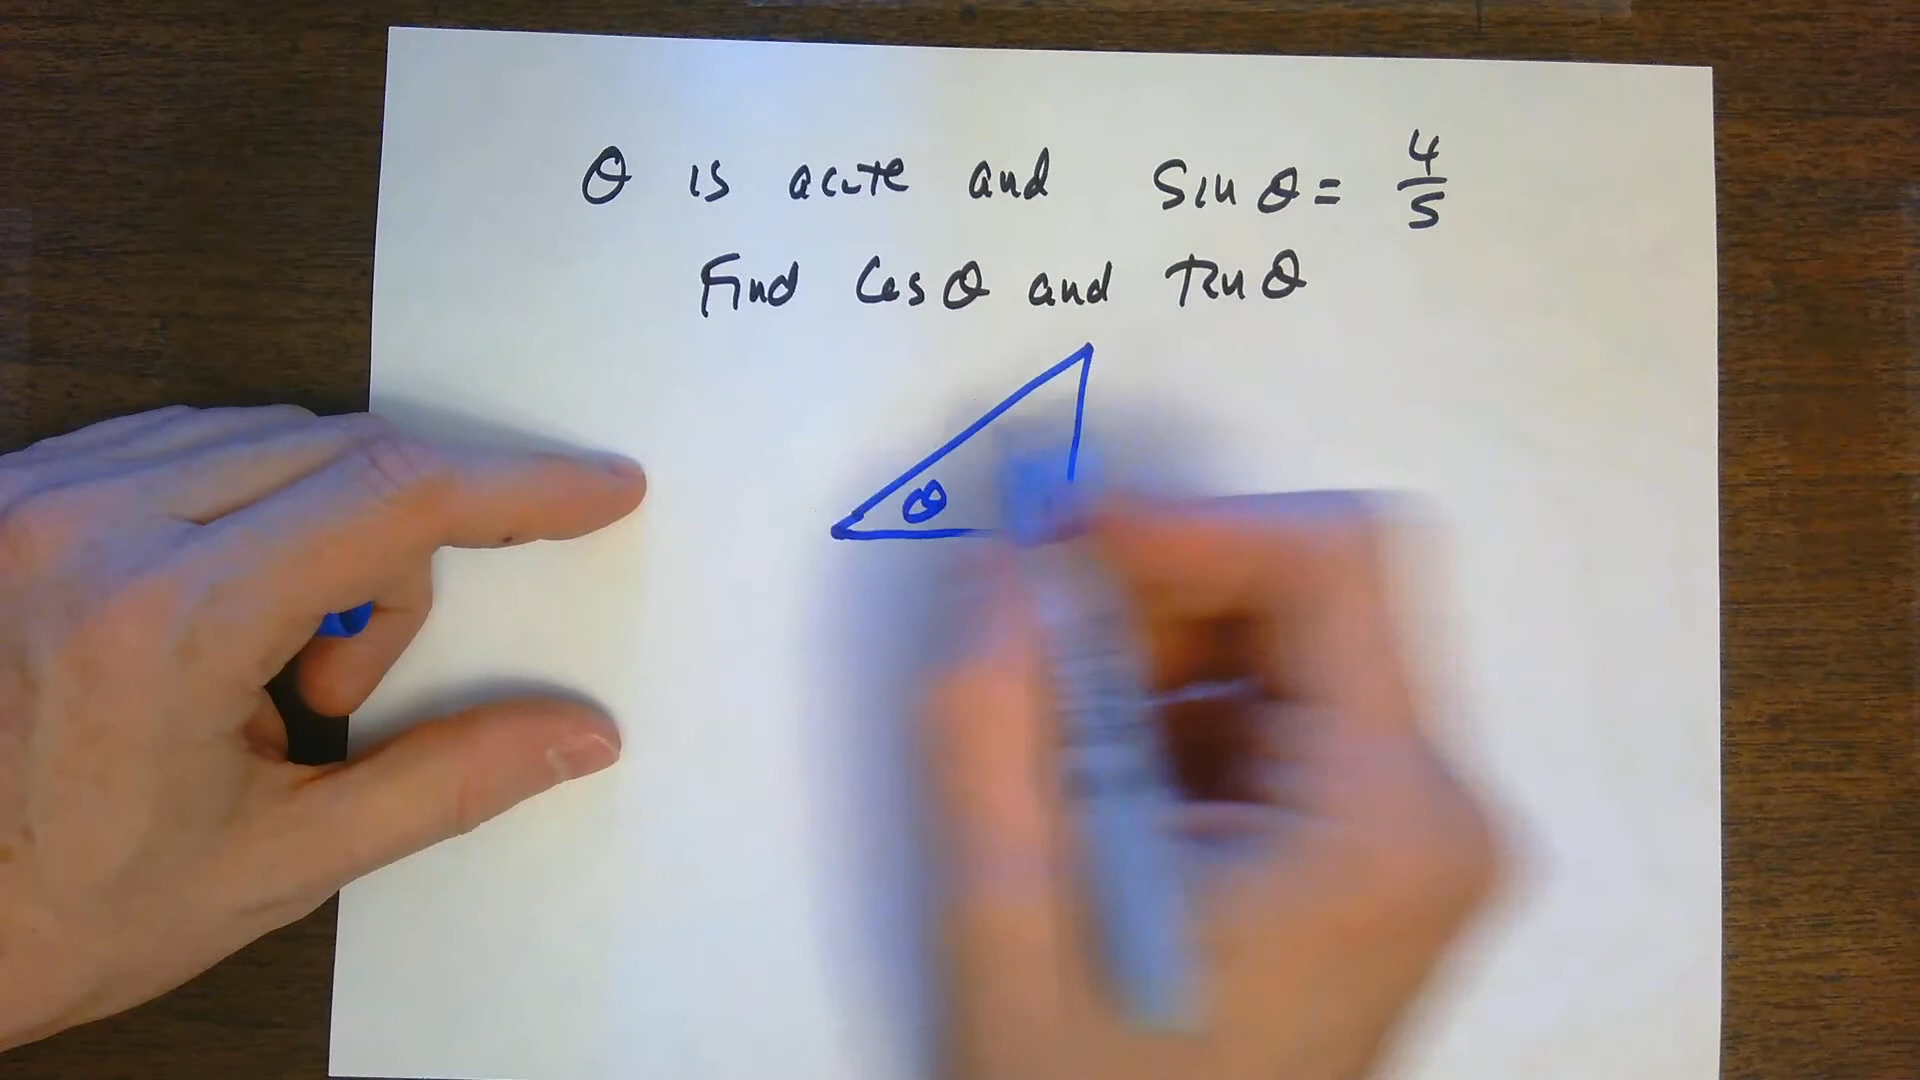 θ is acute and sin θ = 4/5
Find cos θ and tan θ
θ